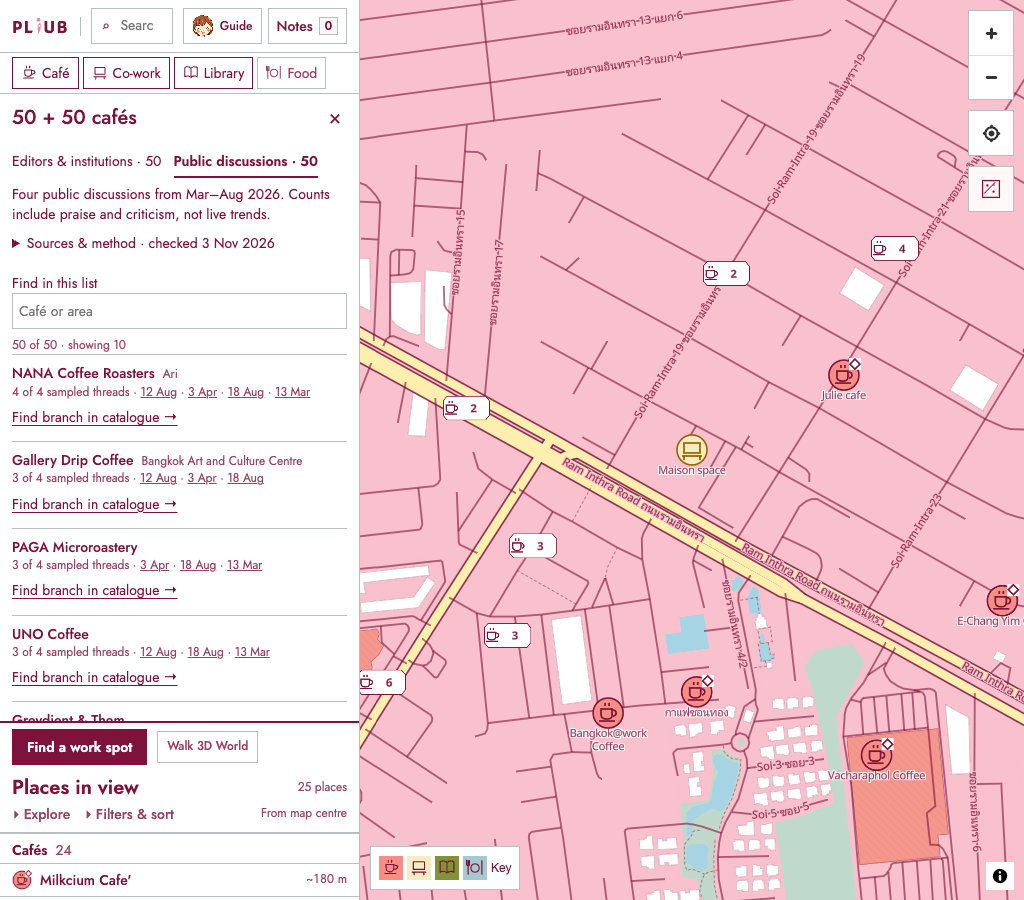 PLUB
Searc
Guide
Notes 0
Café
Co-work
Library
Food
50 + 50 cafés
Editors & institutions · 50
Public discussions · 50
Four public discussions from Mar–Aug 2026. Counts
include praise and criticism, not live trends.
Sources & method · checked 3 Nov 2026
Find in this list
Café or area
50 of 50 · showing 10
NANA Coffee Roasters Ari
4 of 4 sampled threads · 12 Aug · 3 Apr · 18 Aug · 13 Mar
Find branch in catalogue →
Gallery Drip Coffee Bangkok Art and Culture Centre
3 of 4 sampled threads · 12 Aug · 3 Apr · 18 Aug
Find branch in catalogue →
PAGA Microroastery
3 of 4 sampled threads · 3 Apr · 18 Aug · 13 Mar
Find branch in catalogue →
UNO Coffee
3 of 4 sampled threads · 12 Aug · 18 Aug · 13 Mar
Find branch in catalogue →
Greydient & Them
Find a work spot
Walk 3D World
Places in view
25 places
Explore
Filters & sort
From map centre
Cafés 24
Milkcium Cafe'
~180 m
ซอยรามอินทรา-13-แยก-6
ซอยรามอินทรา-13-แยก-4
Soi-Ram-Intra-19-ซอยรามอินทรา-19
ซอยรามอินทรา-15
ซอยรามอินทรา-17
4
2
Soi-Ram-Intra-19-ซอยรามอินทร
Julie cafe
2
Maison space
Ram Inthra Road ถนนรามอินทรา
Soi-Ram-Intra-23
3
Ram Inthra Road ถนนรามอินทรา
ซอยรามอินทรา-4/2
E-Chang Yim
3
6
Ram Inthra Ro
กาแฟซอนทอง
Bangkok@work
Coffee
Soi-3-ซอย-3
Vacharaphol Coffee
Soi-5-ซอย-5
ซอยรามอินทรา-6
Key